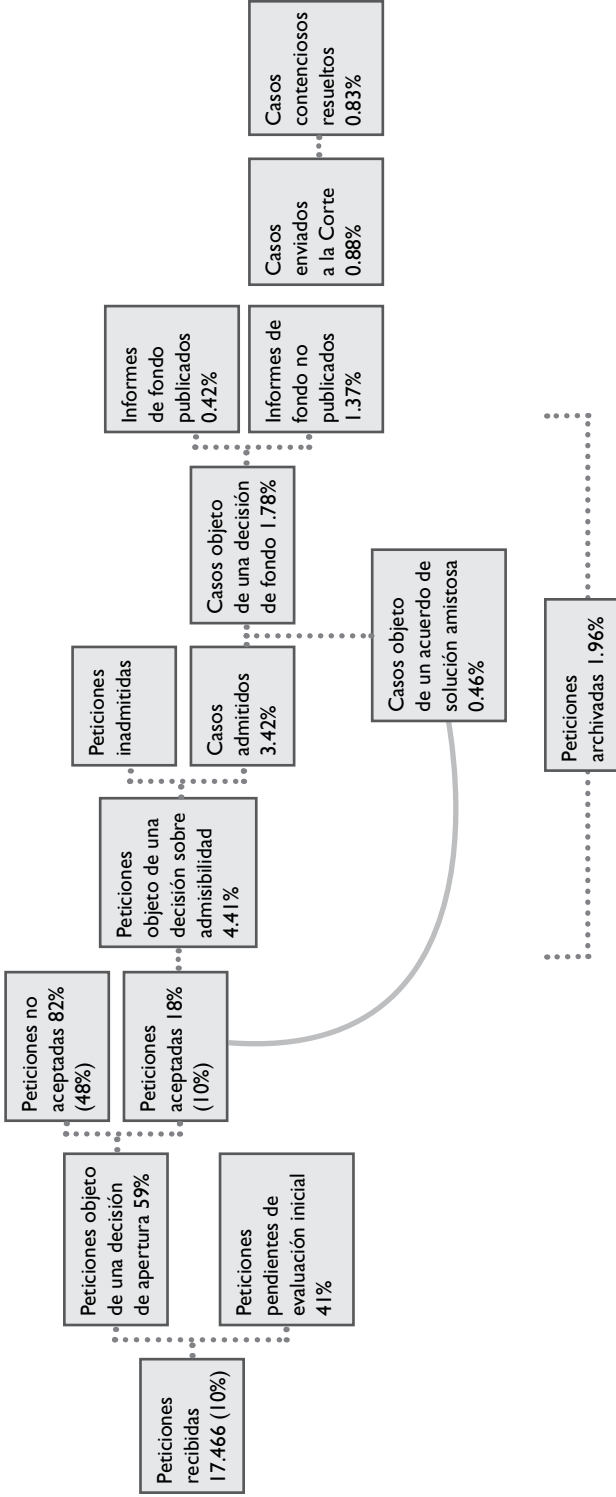 Peticiones
recibidas
17.466 (10%)
Peticiones objeto
de una decisión
de apertura 59%
Peticiones
pendientes de
evaluación inicial
41%
Peticiones no
aceptadas 82%
(48%)
Peticiones
aceptadas 18%
(10%)
Peticiones
objeto de una
decisión sobre
admisibilidad
4.41%
Peticiones
inadmitidas
Casos
admitidos
3.42%
Casos objeto
de una decisión
de fondo 1.78%
Casos objeto
de un acuerdo de
solución amistosa
0.46%
Informes
de fondo
publicados
0.42%
Informes de
fondo no
publicados
1.37%
Casos
enviados
a la Corte
0.88%
Casos
contenciosos
resueltos
0.83%
Peticiones
archivadas 1.96%